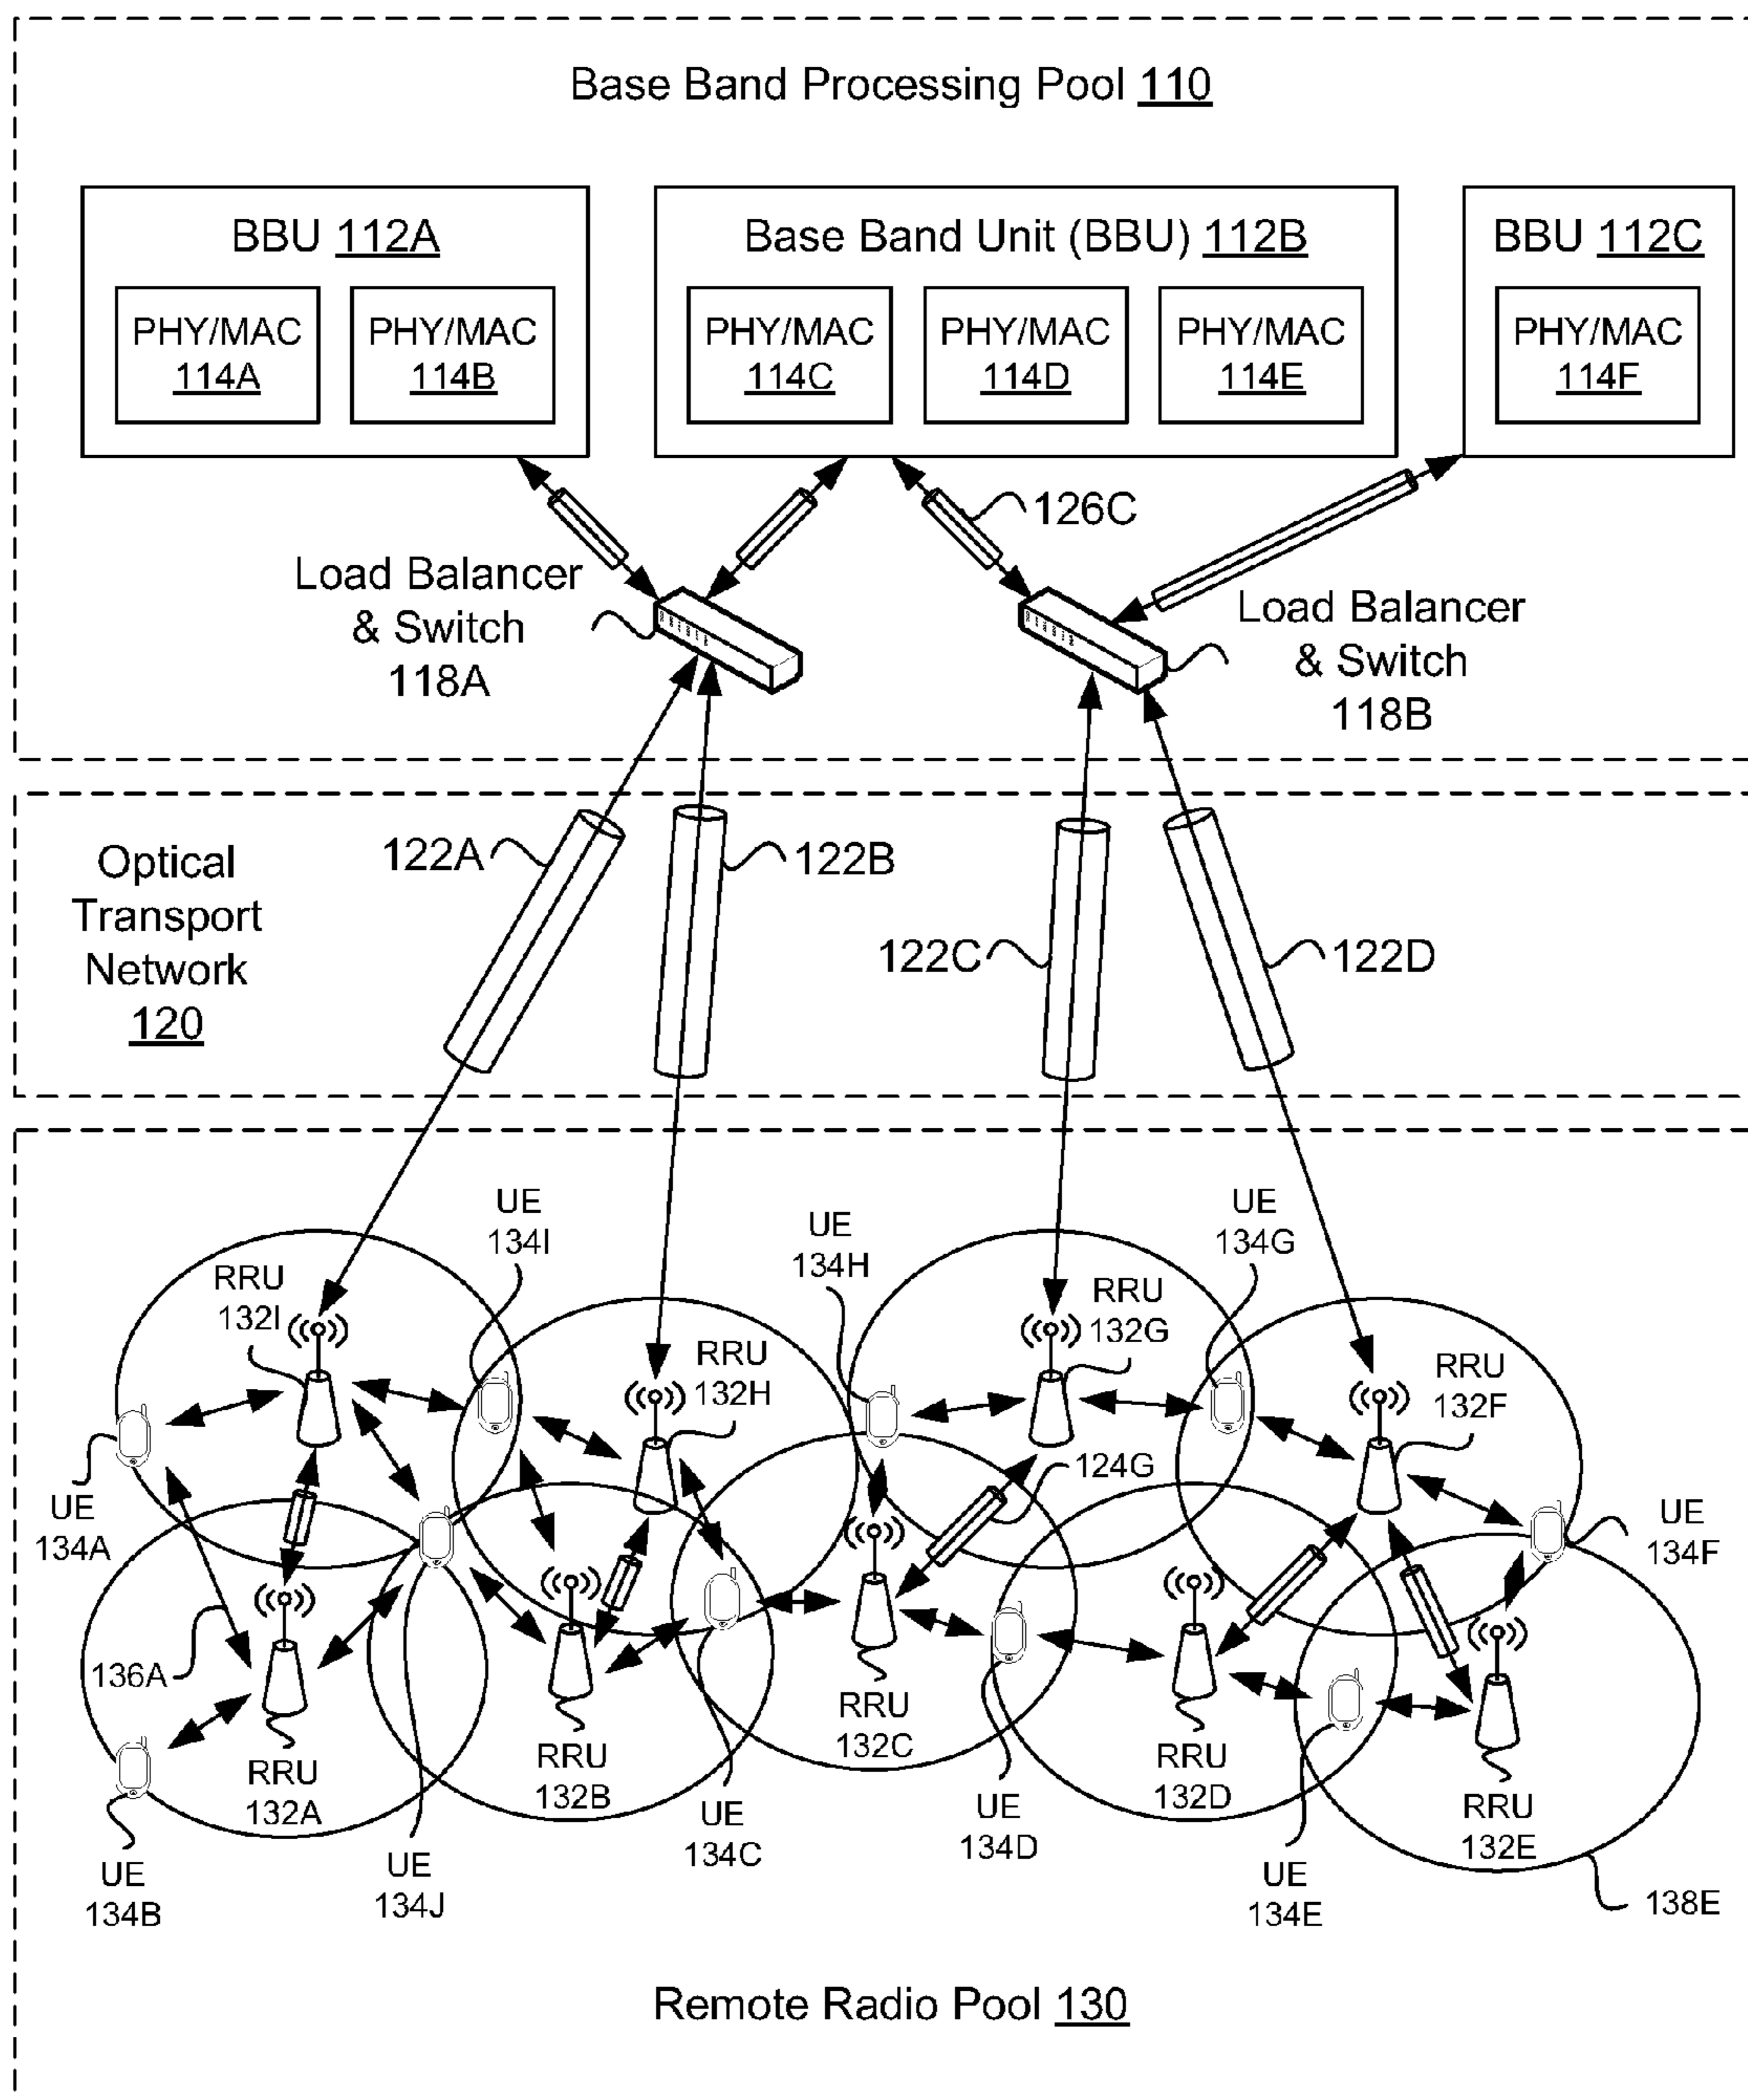 Base Band Processing Pool 110
BBU 112A
PHY/MAC
114A
PHY/MAC
114B
Base Band Unit (BBU) 112B
PHY/MAC
114C
PHY/MAC
114D
PHY/MAC
114E
BBU 112C
PHY/MAC
114F
126C
Load Balancer
& Switch
118A
Load Balancer
& Switch
118B
Optical
Transport
Network
120
122A
122B
122C
122D
UE
134I
UE
134H
UE
134G
RRU
132I
RRU
132H
RRU
132G
RRU
132F
124G
UE
134A
UE
134F
136A
RRU
132A
RRU
132B
RRU
132C
RRU
132D
RRU
132E
UE
134B
UE
134J
UE
134C
UE
134D
UE
134E
138E
Remote Radio Pool 130